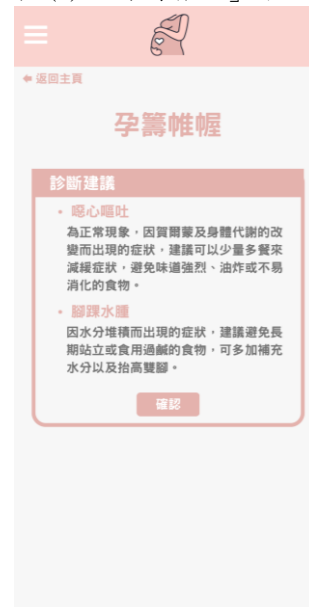 返回主頁
孕籌帷幄
診斷建議
• 噁心嘔吐
為正常現象，因賀爾蒙及身體代謝的改
變而出現的症狀，建議可以少量多餐來
減緩症狀，避免味道強烈、油炸或不易
消化的食物。
• 腳踝水腫
因水分堆積而出現的症狀，建議避免長
期站立或食用過鹹的食物，可多加補充
水分以及抬高雙腳。
確認